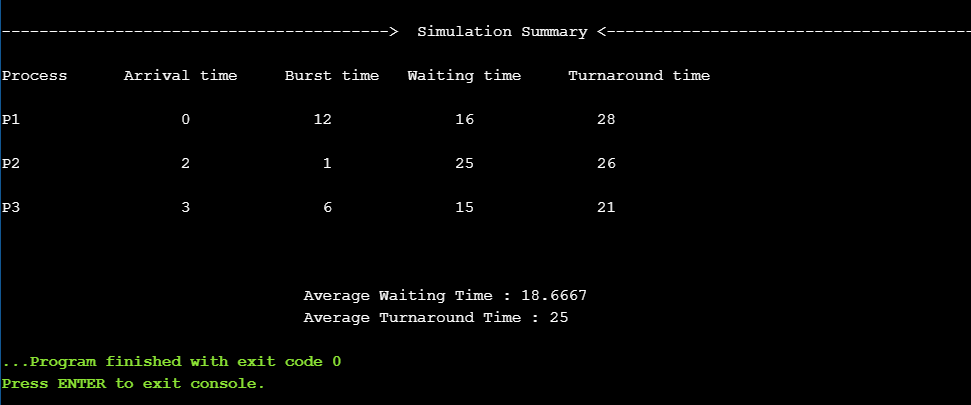 ----------------------------------------->  Simulation Summary <---------------------------------------
Process      Arrival time     Burst time   Waiting time     Turnaround time
P1                 0             12             16             28
P2                 2              1             25             26
P3                 3              6             15             21
Average Waiting Time : 18.6667
Average Turnaround Time : 25
...Program finished with exit code 0
Press ENTER to exit console.